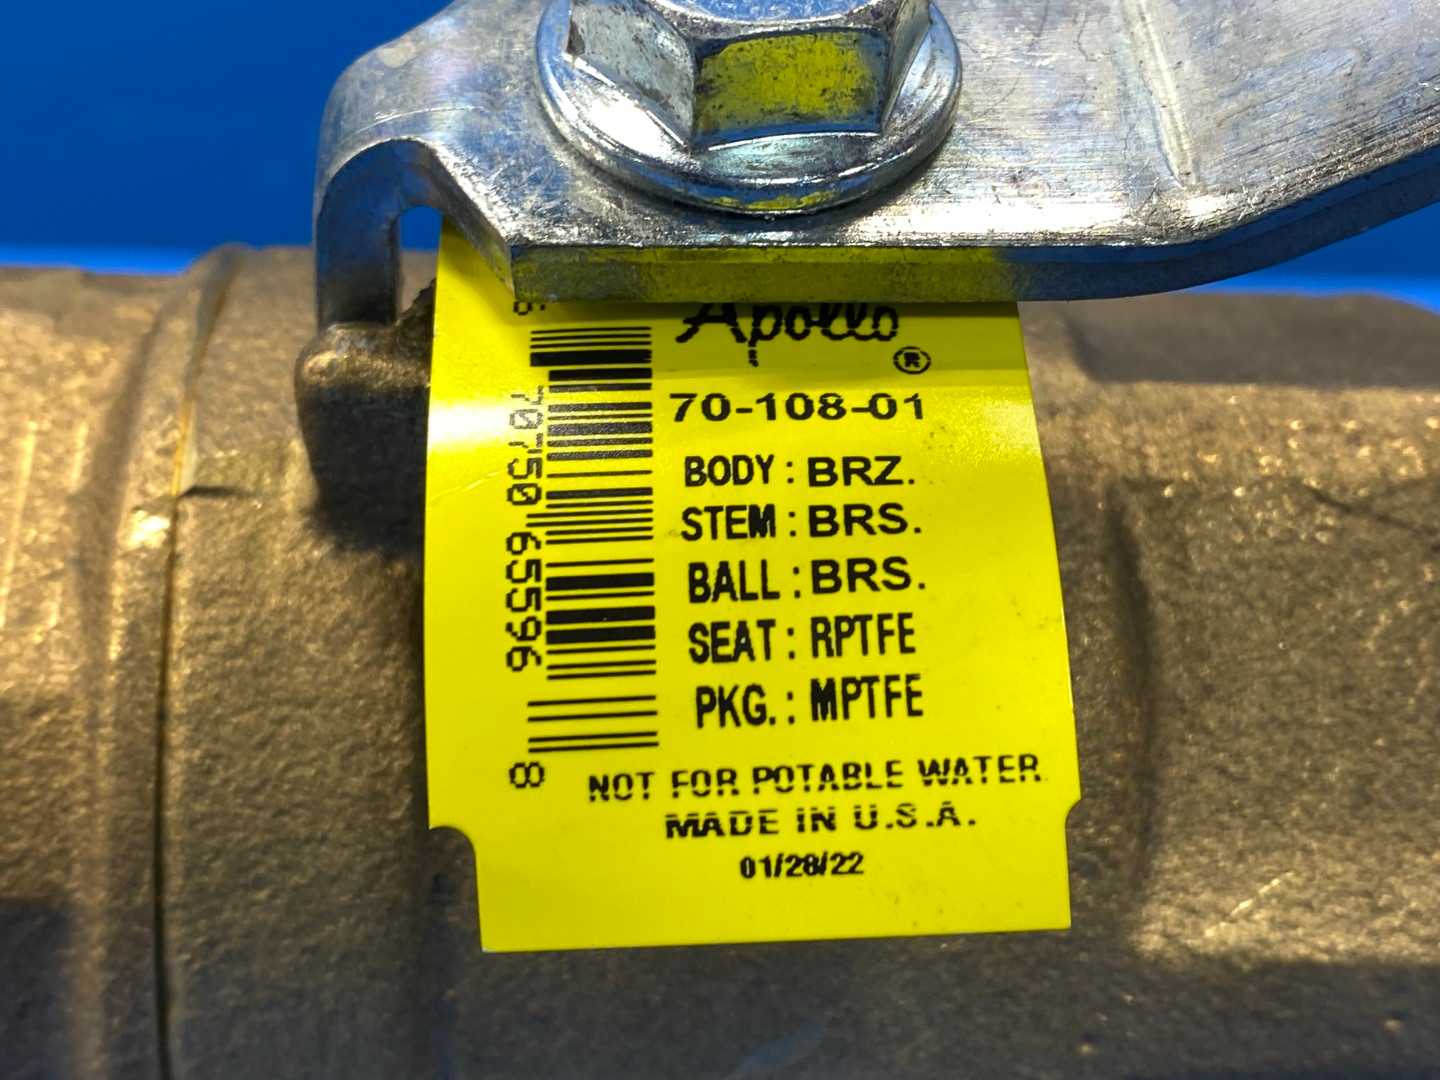 Apollo®
70-108-01
BODY: BRZ.
STEM: BRS.
BALL: BRS.
SEAT: RPTFE
PKG.: MPTFE
NOT FOR POTABLE WATER
MADE IN U.S.A.
01/28/22
70750 65596 8